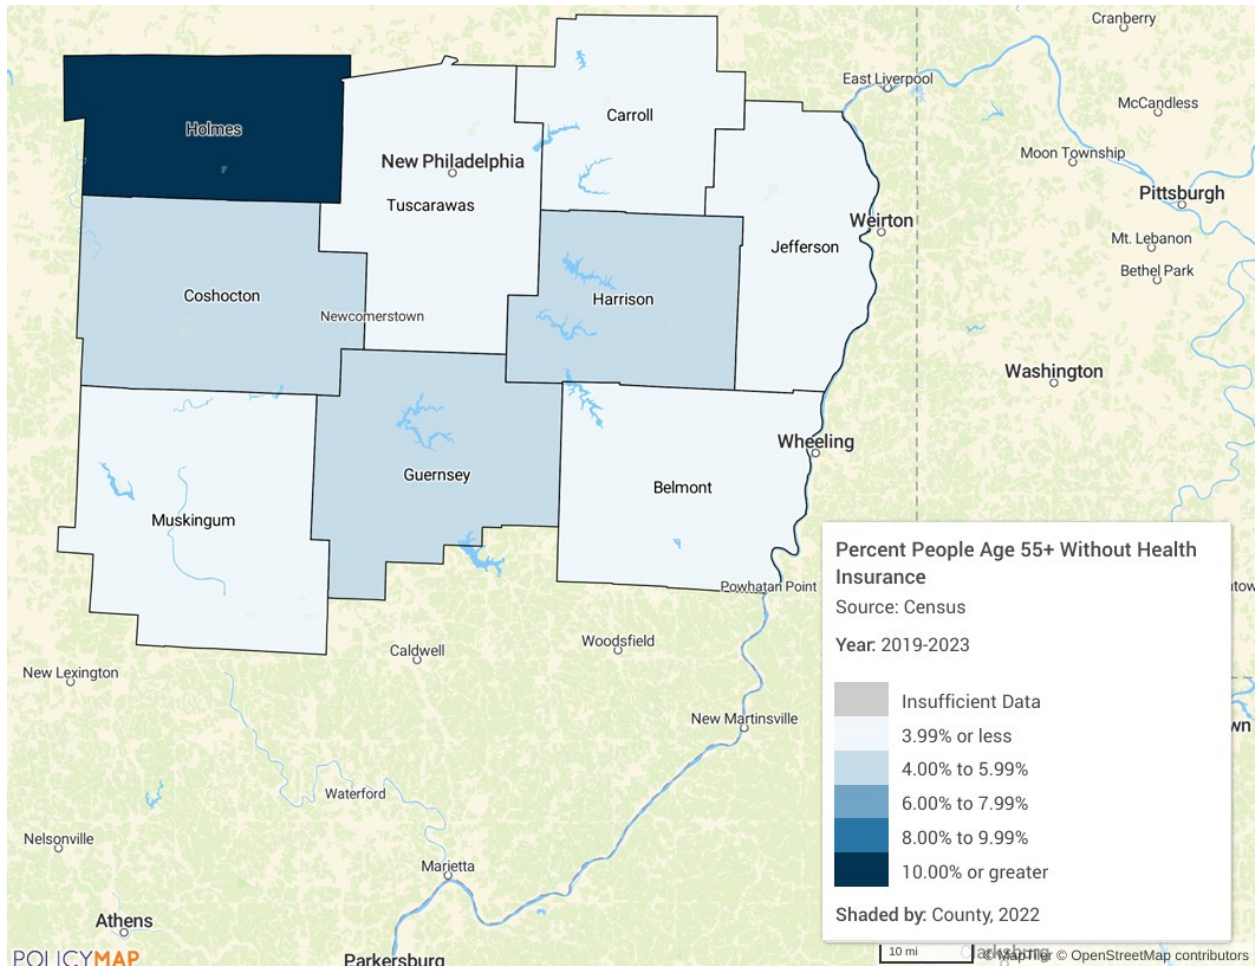 Cranberry
East Liverpool
McCandless
Carroll
Holmes
Moon Township
New Philadelphia
Pittsburgh
Tuscarawas
Weirton
Mt. Lebanon
Jefferson
Bethel Park
Coshocton
Harrison
Newcomerstown
Washington
Wheeling
Guernsey
Belmont
Muskingum
Powhatan Point
Woodsfield
Caldwell
New Lexington
New Martinsville
Waterford
Nelsonville
Marietta
Athens
Parkersburg
POLICYMAP
Percent People Age 55+ Without Health
Insurance
Source: Census
Year: 2019-2023
Insufficient Data
3.99% or less
4.00% to 5.99%
6.00% to 7.99%
8.00% to 9.99%
10.00% or greater
Shaded by: County, 2022
10 mi
Clarksburg
© MapTiler © OpenStreetMap contributors